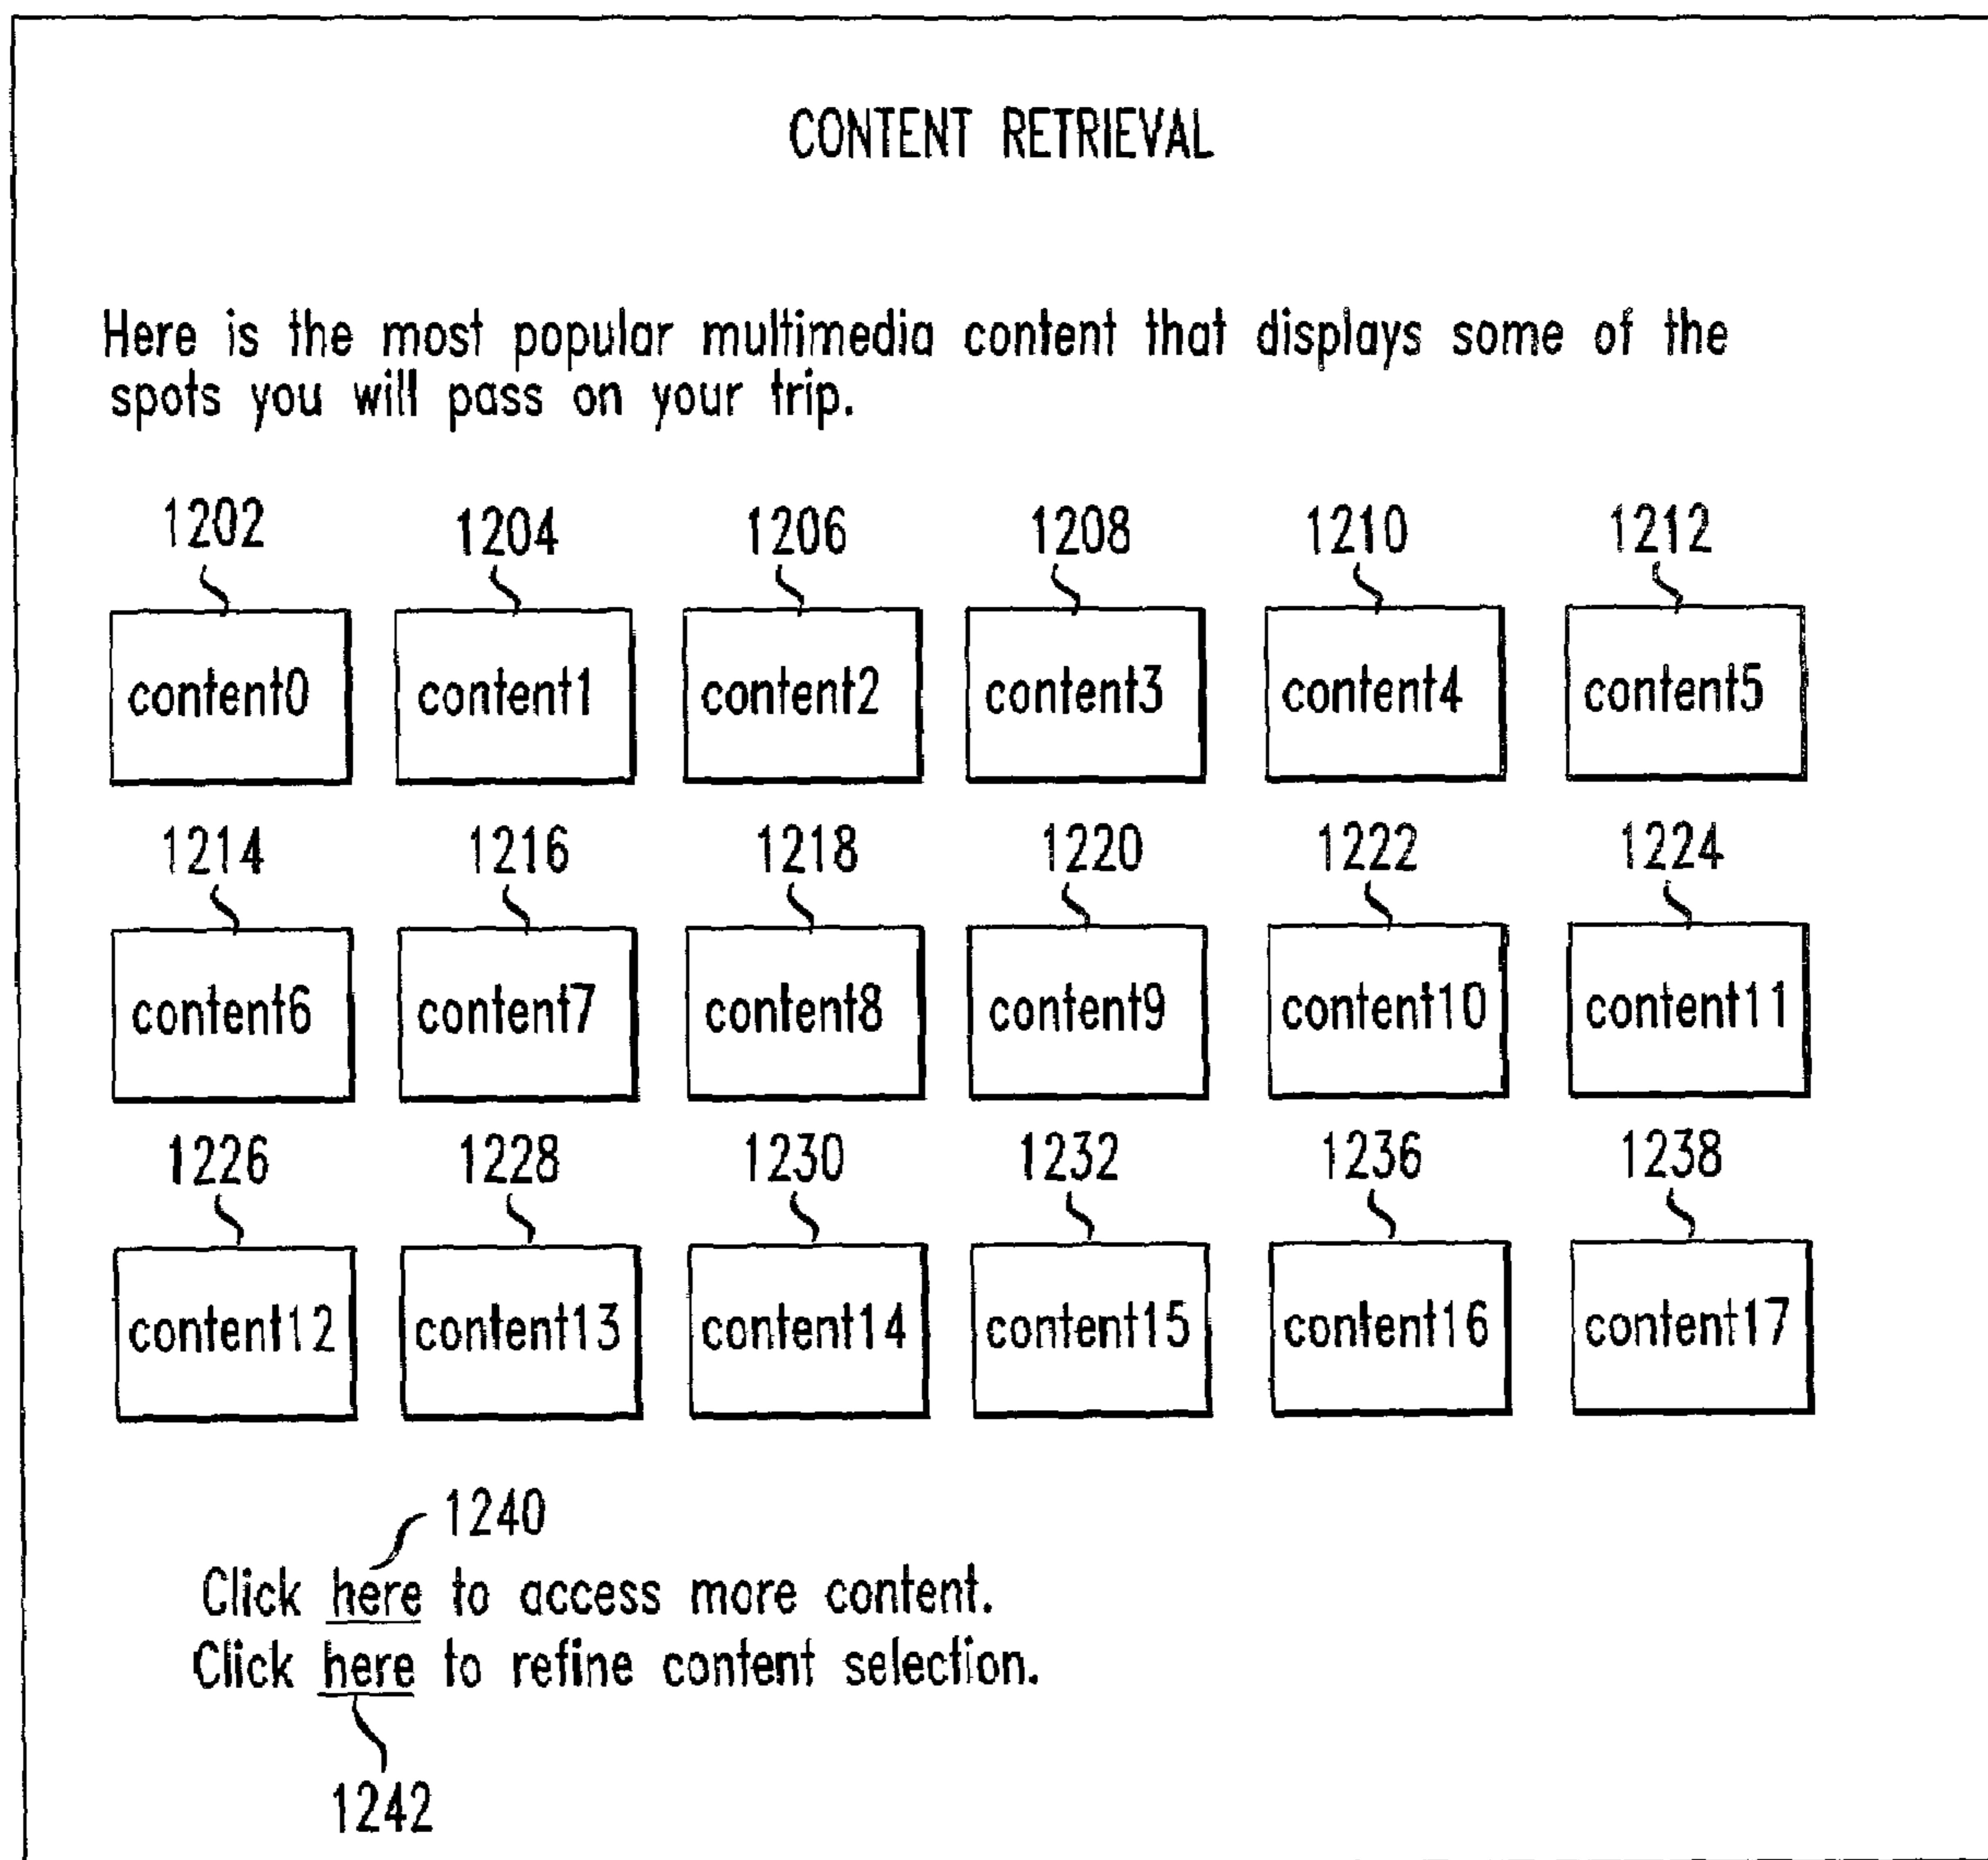 CONTENT RETRIEVAL
Here is the most popular multimedia content that displays some of the
spots you will pass on your trip.
1202 1204 1206 1208 1210 1212
content0 content1 content2 content3 content4 content5
1214 1216 1218 1220 1222 1224
content6 content7 content8 content9 content10 content11
1226 1228 1230 1232 1236 1238
content12 content13 content14 content15 content16 content17
1240
Click here to access more content.
Click here to refine content selection.
1242